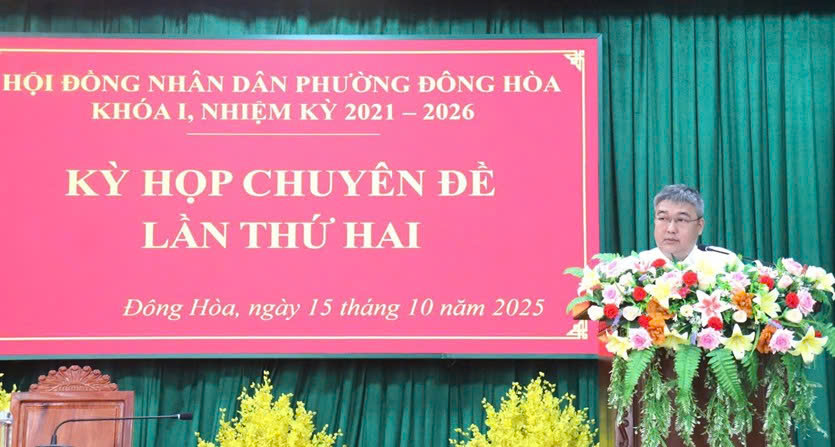 HỘI ĐỒNG NHÂN DÂN PHƯỜNG ĐÔNG HÒA
KHÓA I, NHIỆM KỲ 2021 – 2026
KỲ HỌP CHUYÊN ĐỀ
LẦN THỨ HAI
Đông Hòa, ngày 15 tháng 10 năm 2025